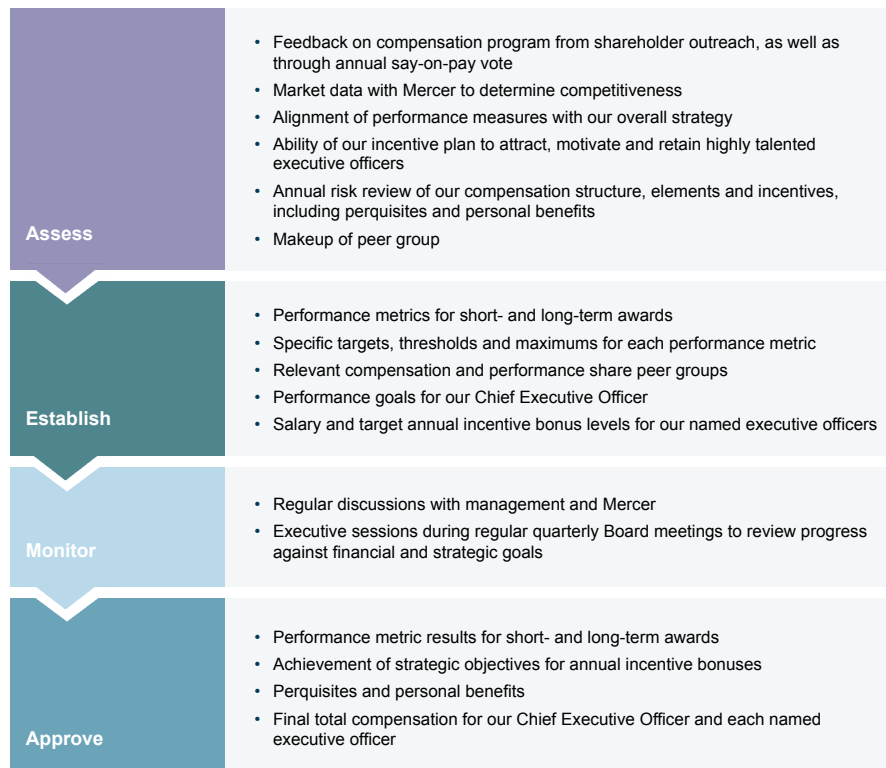 Assess
• Feedback on compensation program from shareholder outreach, as well as
through annual say-on-pay vote
• Market data with Mercer to determine competitiveness
• Alignment of performance measures with our overall strategy
• Ability of our incentive plan to attract, motivate and retain highly talented
executive officers
• Annual risk review of our compensation structure, elements and incentives,
including perquisites and personal benefits
• Makeup of peer group
Establish
• Performance metrics for short- and long-term awards
• Specific targets, thresholds and maximums for each performance metric
• Relevant compensation and performance share peer groups
• Performance goals for our Chief Executive Officer
• Salary and target annual incentive bonus levels for our named executive officers
Monitor
• Regular discussions with management and Mercer
• Executive sessions during regular quarterly Board meetings to review progress
against financial and strategic goals
Approve
• Performance metric results for short- and long-term awards
• Achievement of strategic objectives for annual incentive bonuses
• Perquisites and personal benefits
• Final total compensation for our Chief Executive Officer and each named
executive officer